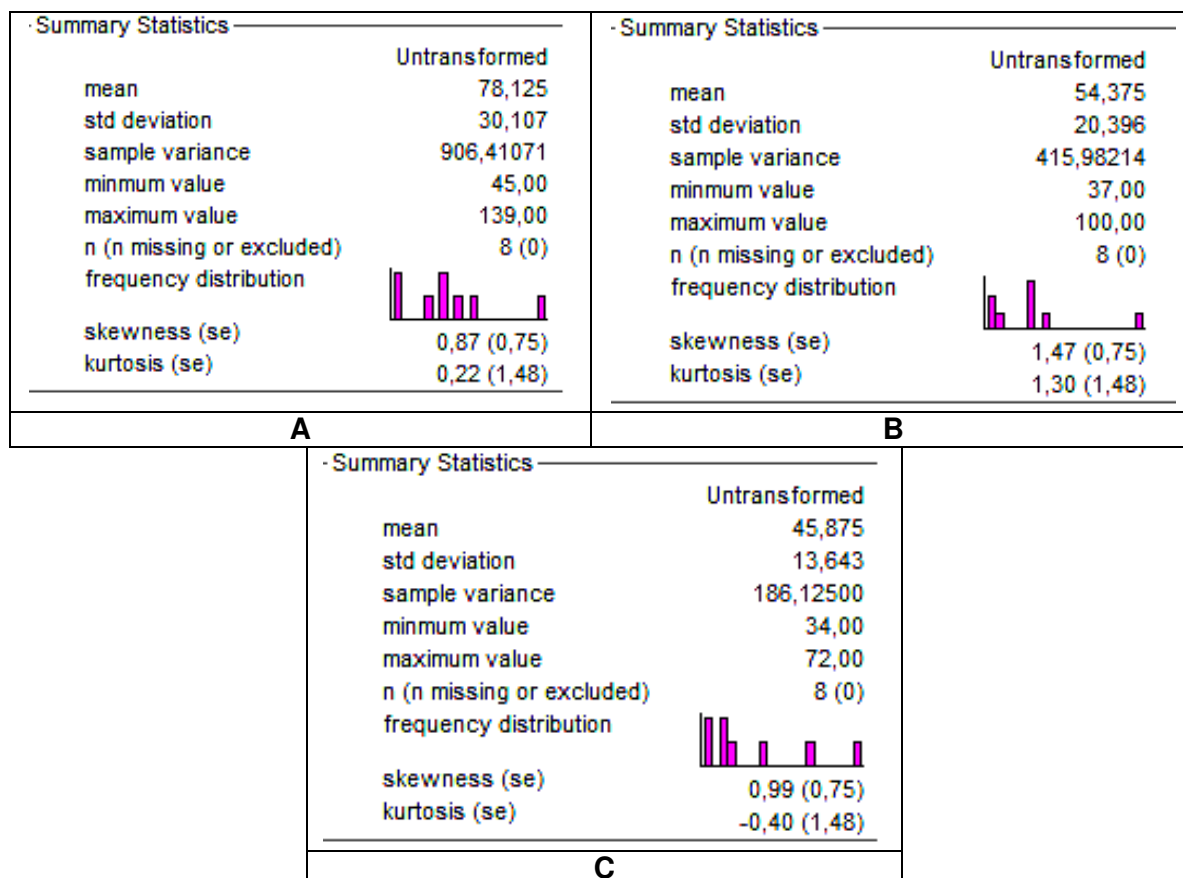 Summary Statistics
Untransformed
mean 78,125
std deviation 30,107
sample variance 906,41071
minmum value 45,00
maximum value 139,00
n (n missing or excluded) 8 (0)
frequency distribution
skewness (se) 0,87 (0,75)
kurtosis (se) 0,22 (1,48)
A
Summary Statistics
Untransformed
mean 54,375
std deviation 20,396
sample variance 415,98214
minmum value 37,00
maximum value 100,00
n (n missing or excluded) 8 (0)
frequency distribution
skewness (se) 1,47 (0,75)
kurtosis (se) 1,30 (1,48)
B
Summary Statistics
Untransformed
mean 45,875
std deviation 13,643
sample variance 186,12500
minmum value 34,00
maximum value 72,00
n (n missing or excluded) 8 (0)
frequency distribution
skewness (se) 0,99 (0,75)
kurtosis (se) -0,40 (1,48)
C